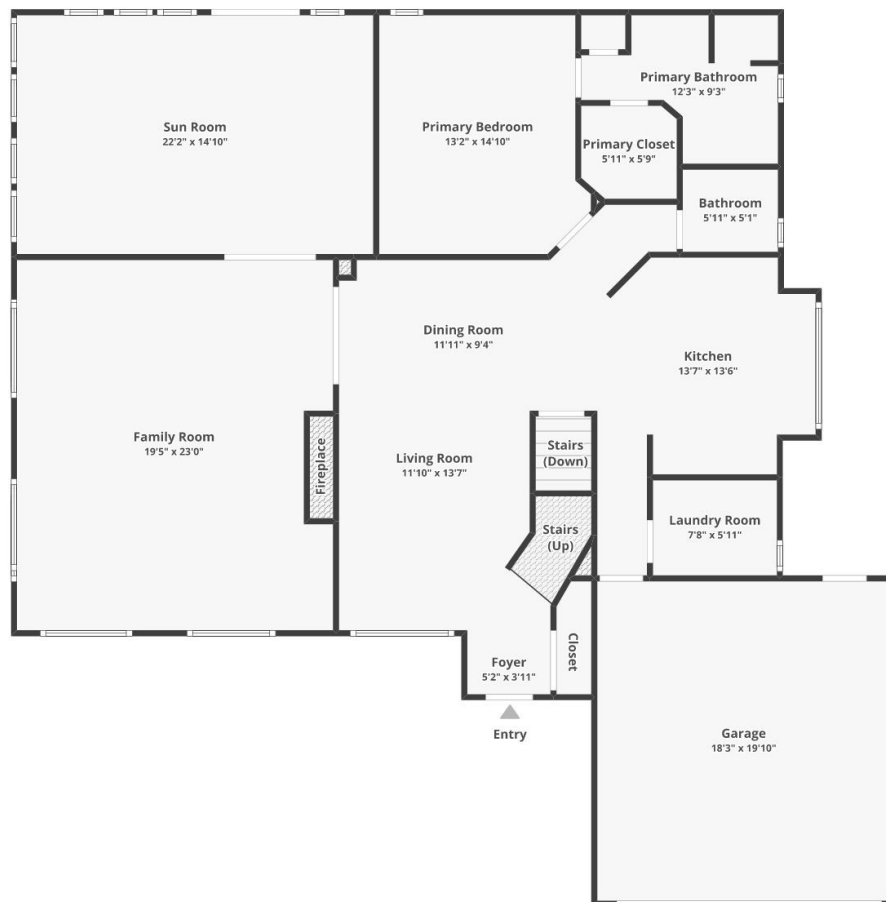 Sun Room
22'2" x 14'10"
Primary Bedroom
13'2" x 14'10"
Primary Bathroom
12'3" x 9'3"
Primary Closet
5'11" x 5'9"
Bathroom
5'11" x 5'1"
Dining Room
11'11" x 9'4"
Kitchen
13'7" x 13'6"
Family Room
19'5" x 23'0"
Fireplace
Living Room
11'10" x 13'7"
Stairs
(Down)
Stairs
(Up)
Laundry Room
7'8" x 5'11"
Foyer
5'2" x 3'11"
Closet
Entry
Garage
18'3" x 19'10"